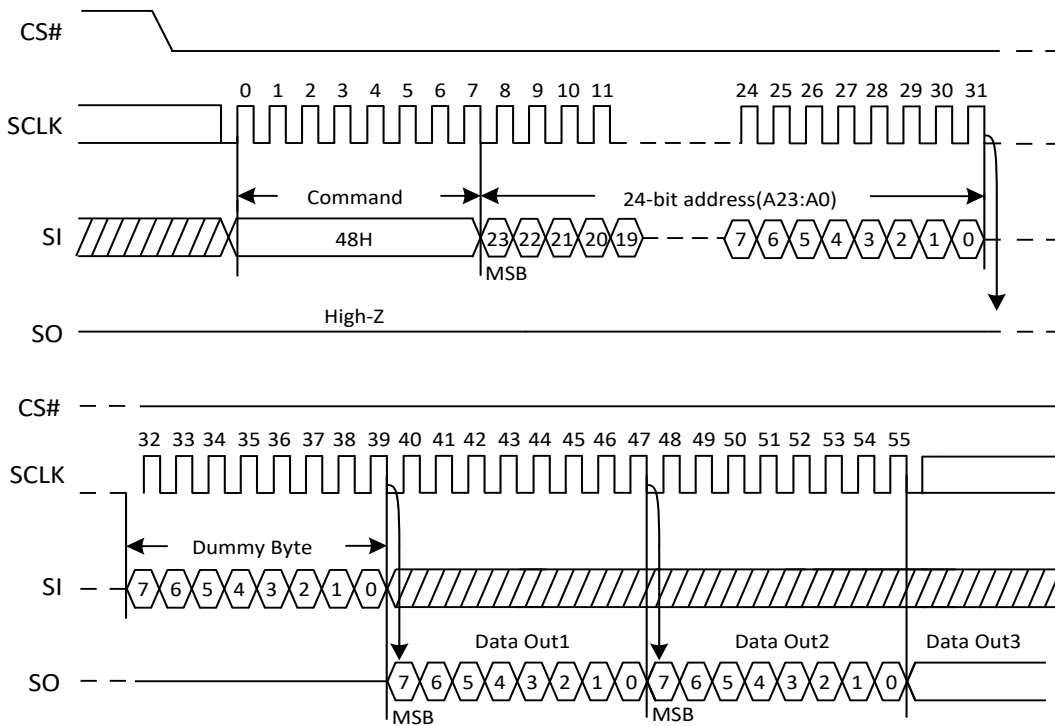 CS#
0 1 2 3 4 5 6 7 8 9 10 11 24 25 26 27 28 29 30 31
SCLK
Command 24-bit address(A23:A0)
SI 48H 23 22 21 20 19 7 6 5 4 3 2 1 0
MSB
High-Z
SO
CS#
32 33 34 35 36 37 38 39 40 41 42 43 44 45 46 47 48 49 50 51 52 53 54 55
SCLK
Dummy Byte
SI 7 6 5 4 3 2 1 0
Data Out1 Data Out2 Data Out3
SO 7 6 5 4 3 2 1 0 7 6 5 4 3 2 1 0
MSB MSB